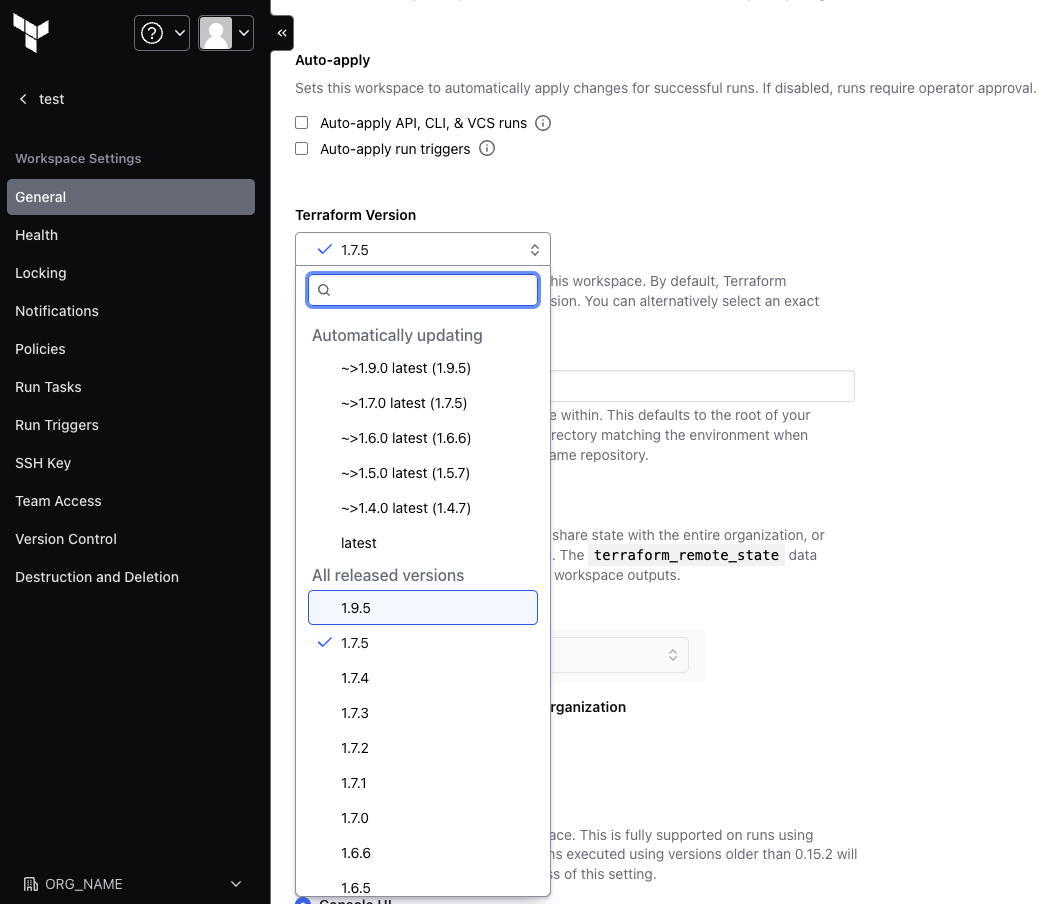 test
Workspace Settings
General
Health
Locking
Notifications
Policies
Run Tasks
Run Triggers
SSH Key
Team Access
Version Control
Destruction and Deletion
ORG_NAME
Auto-apply
Sets this workspace to automatically apply changes for successful runs. If disabled, runs require operator approval.
Auto-apply API, CLI, & VCS runs
Auto-apply run triggers
Terraform Version
1.7.5
his workspace. By default, Terraform
sion. You can alternatively select an exact
Automatically updating
~>1.9.0 latest (1.9.5)
~>1.7.0 latest (1.7.5)
~>1.6.0 latest (1.6.6)
~>1.5.0 latest (1.5.7)
~>1.4.0 latest (1.4.7)
latest
All released versions
1.9.5
1.7.5
1.7.4
1.7.3
1.7.2
1.7.1
1.7.0
1.6.6
1.6.5
e within. This defaults to the root of your
rectory matching the environment when
ame repository.
share state with the entire organization, or
. The terraform_remote_state data
workspace outputs.
rganization
ace. This is fully supported on runs using
ns executed using versions older than 0.15.2 will
s of this setting.
Console UI